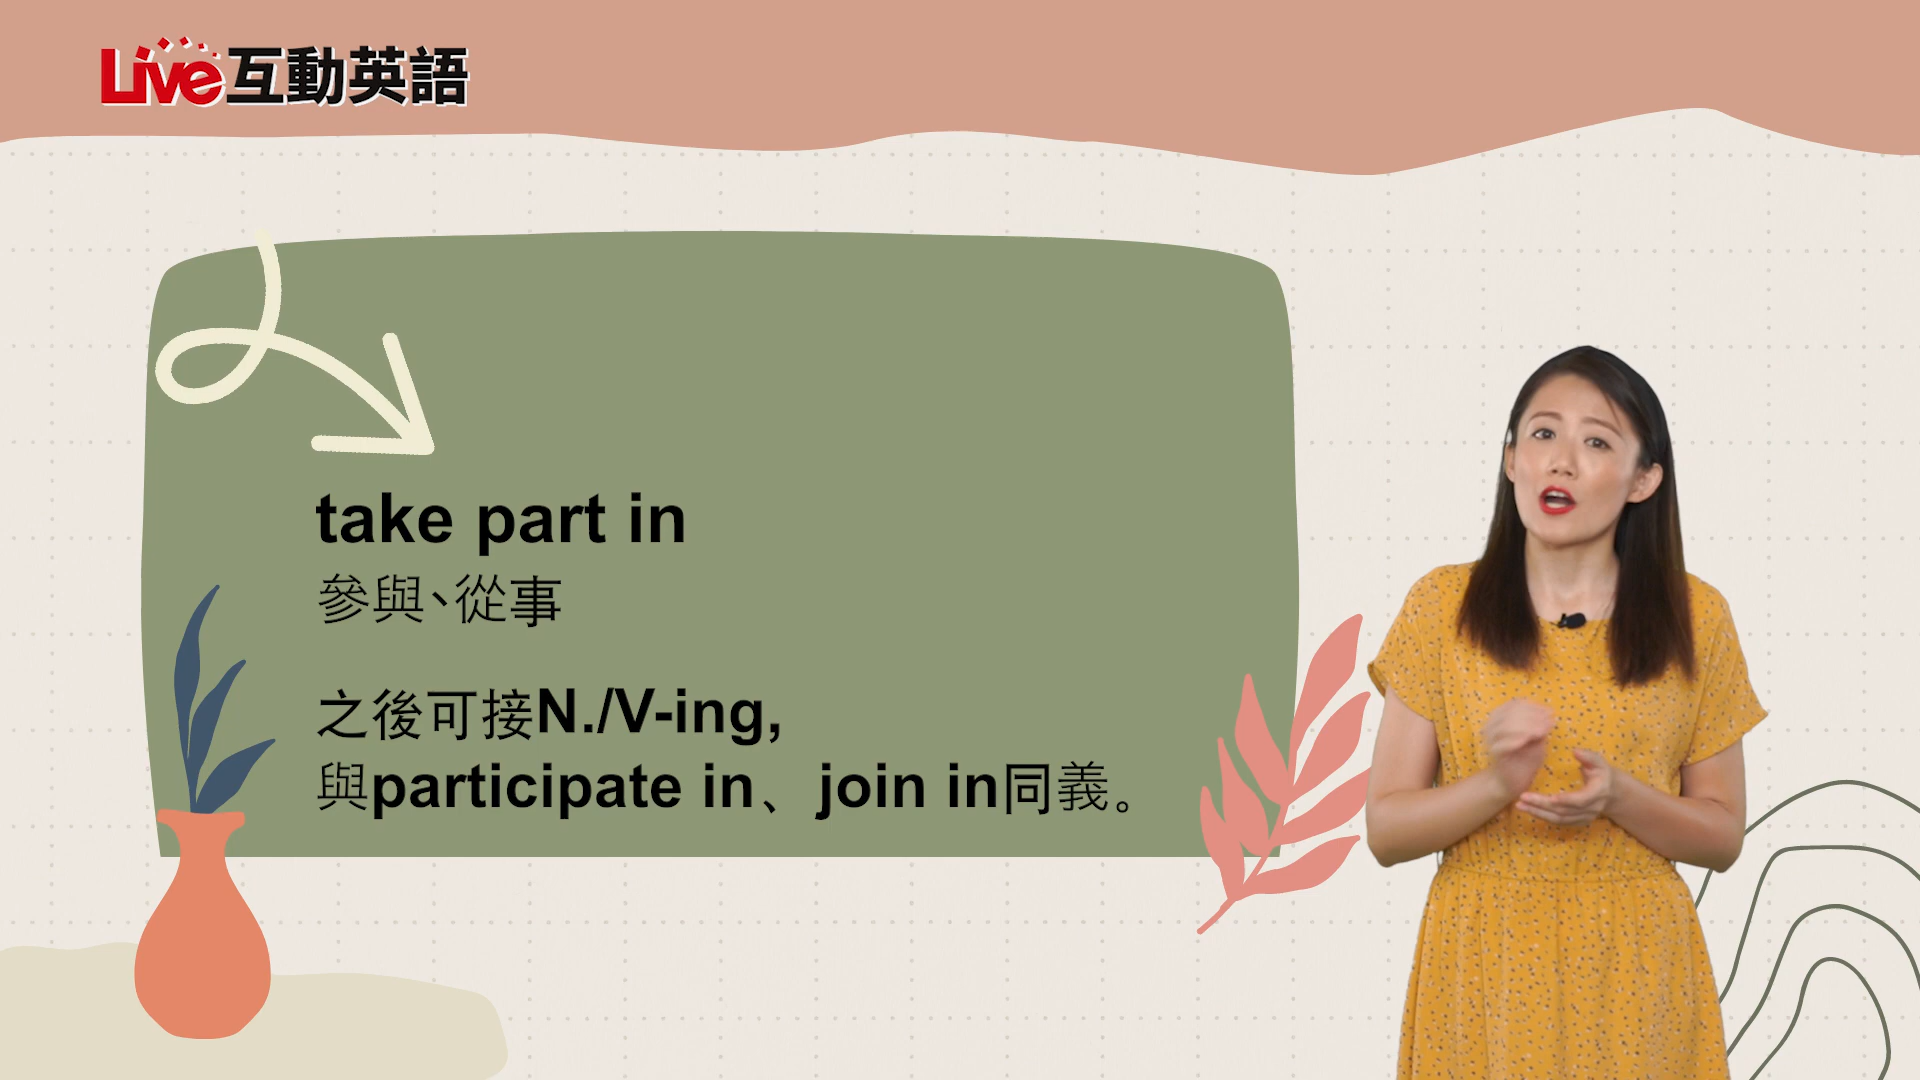 Live互動英語
take part in
參與、從事
之後可接N./V-ing,
與participate in、join in同義。